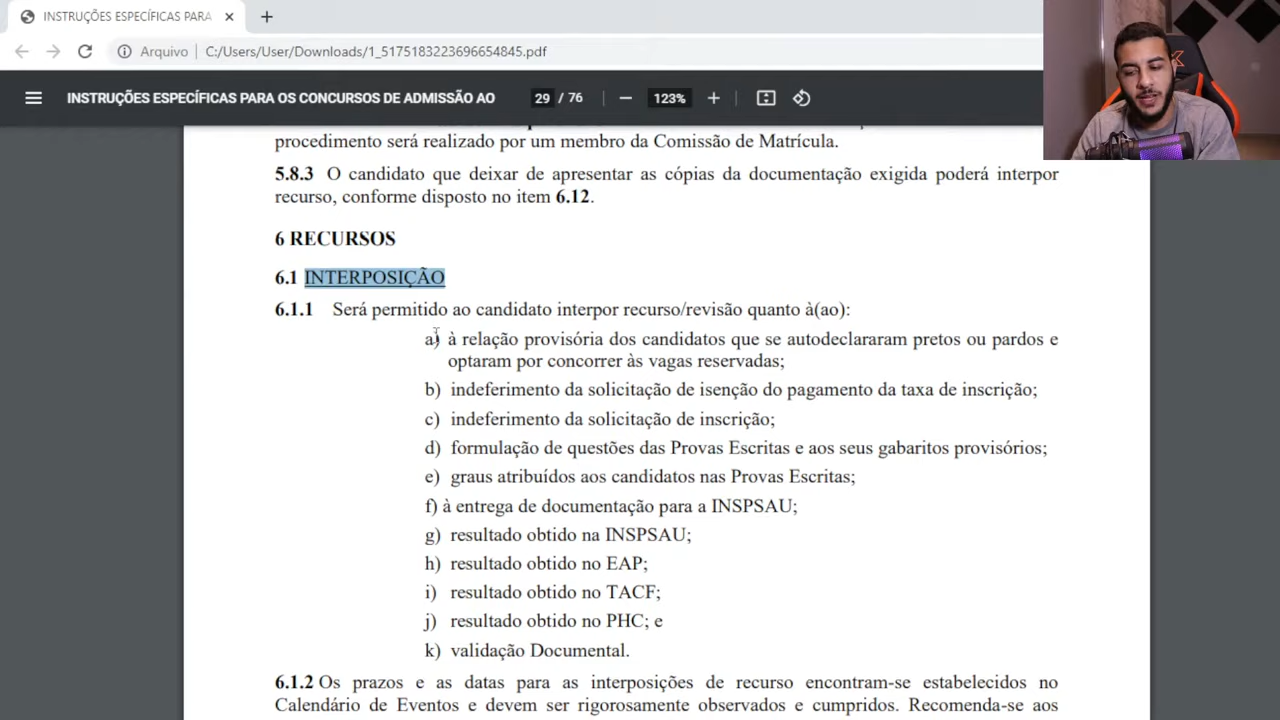 INSTRUÇÕES ESPECÍFICAS PARA
Arquivo C:/Users/User/Downloads/1_5175183223696654845.pdf
INSTRUÇÕES ESPECÍFICAS PARA OS CONCURSOS DE ADMISSÃO AO 29 / 76 123%
procedimento será realizado por um membro da Comissão de Matrícula.
5.8.3 O candidato que deixar de apresentar as cópias da documentação exigida poderá interpor
recurso, conforme disposto no item 6.12.
6 RECURSOS
6.1 INTERPOSIÇÃO
6.1.1 Será permitido ao candidato interpor recurso/revisão quanto à(ao):
a) à relação provisória dos candidatos que se autodeclararam pretos ou pardos e
optaram por concorrer às vagas reservadas;
b) indeferimento da solicitação de isenção do pagamento da taxa de inscrição;
c) indeferimento da solicitação de inscrição;
d) formulação de questões das Provas Escritas e aos seus gabaritos provisórios;
e) graus atribuídos aos candidatos nas Provas Escritas;
f) à entrega de documentação para a INSPSAU;
g) resultado obtido na INSPSAU;
h) resultado obtido no EAP;
i) resultado obtido no TACF;
j) resultado obtido no PHC; e
k) validação Documental.
6.1.2 Os prazos e as datas para as interposições de recurso encontram-se estabelecidos no
Calendário de Eventos e devem ser rigorosamente observados e cumpridos. Recomenda-se aos